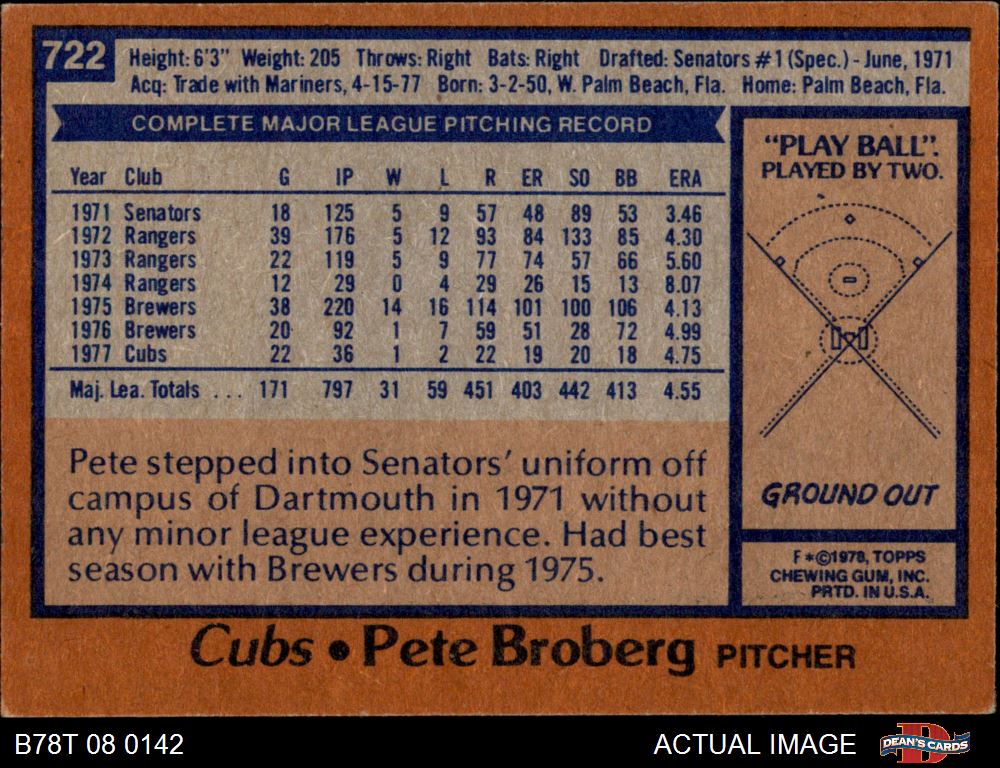 722
Height: 6'3" Weight: 205 Throws: Right Bats: Right Drafted: Senators #1 (Spec.) - June, 1971
Acq: Trade with Mariners, 4-15-77 Born: 3-2-50, W. Palm Beach, Fla. Home: Palm Beach, Fla.
COMPLETE MAJOR LEAGUE PITCHING RECORD
Year Club G IP W L R ER SO BB ERA
1971 Senators 18 125 5 9 57 48 89 53 3.46
1972 Rangers 39 176 5 12 93 84 133 85 4.30
1973 Rangers 22 119 5 9 77 74 57 66 5.60
1974 Rangers 12 29 0 4 29 26 15 13 8.07
1975 Brewers 38 220 14 16 114 101 100 106 4.13
1976 Brewers 20 92 1 7 59 51 28 72 4.99
1977 Cubs 22 36 1 2 22 19 20 18 4.75
Maj. Lea. Totals ... 171 797 31 59 451 403 442 413 4.55
Pete stepped into Senators' uniform off
campus of Dartmouth in 1971 without
any minor league experience. Had best
season with Brewers during 1975.
"PLAY BALL".
PLAYED BY TWO.
GROUND OUT
F *©1978, TOPPS
CHEWING GUM, INC.
PRTD. IN U.S.A.
Cubs • Pete Broberg PITCHER
B78T 08 0142
ACTUAL IMAGE
DEAN'S CARDS